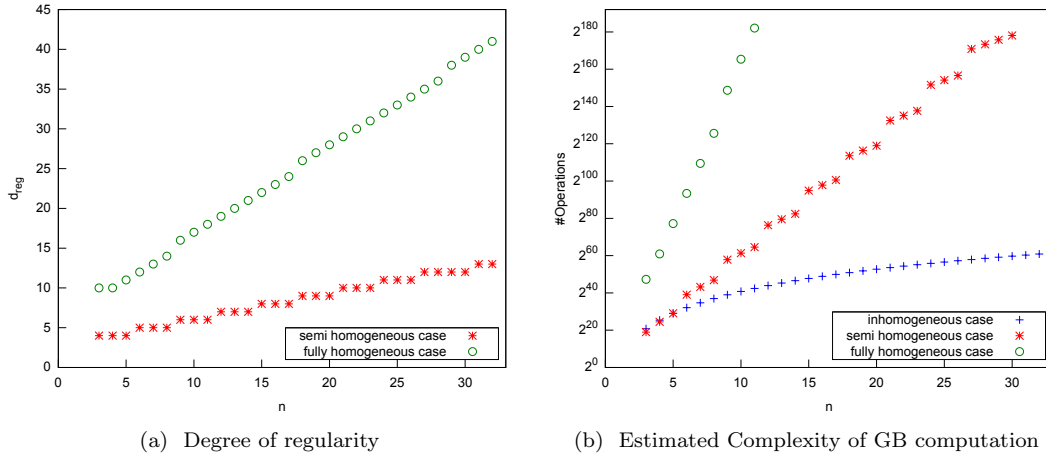 45
40
35
30
25
20
15
10
5
0
d_reg
0 5 10 15 20 25 30
n
semi homogeneous case
fully homogeneous case
(a) Degree of regularity
2^180
2^160
2^140
2^120
2^100
2^80
2^60
2^40
2^20
2^0
#Operations
0 5 10 15 20 25 30
n
inhomogeneous case
semi homogeneous case
fully homogeneous case
(b) Estimated Complexity of GB computation